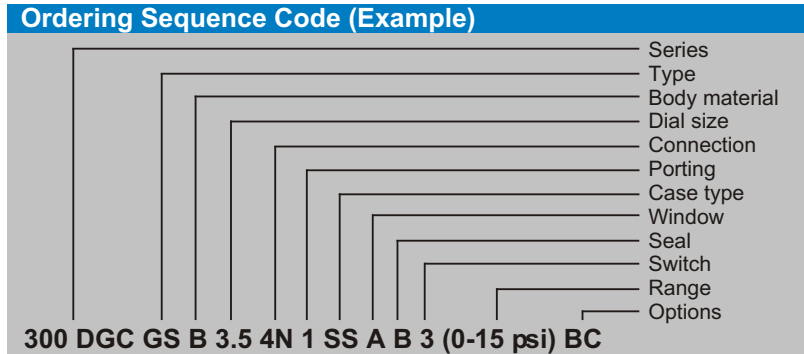 Ordering Sequence Code (Example)
Series
Type
Body material
Dial size
Connection
Porting
Case type
Window
Seal
Switch
Range
Options
300 DGC GS B 3.5 4N 1 SS A B 3 (0-15 psi) BC